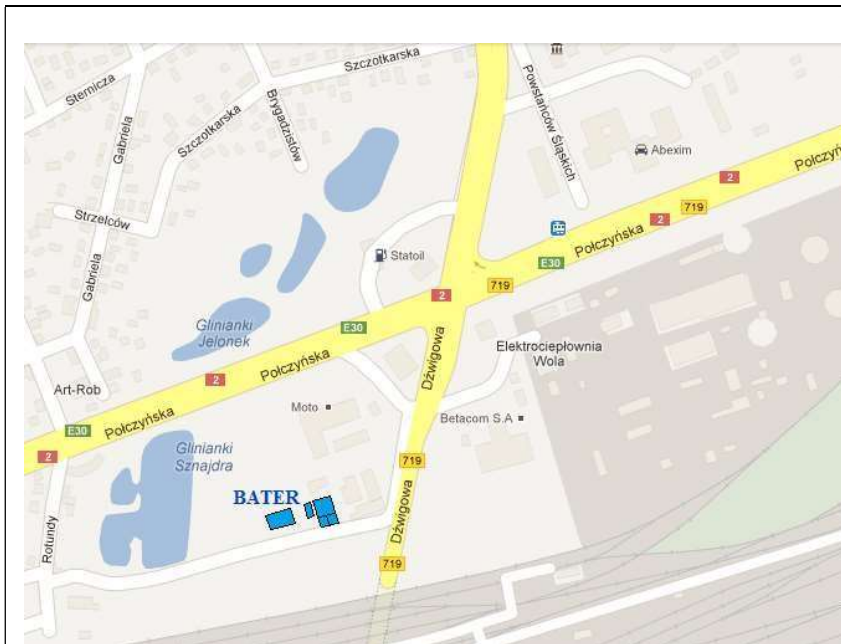 Szczotkarska
Sternicza
Brygadzistów
Gabriela
Szczotkarska
Powstańców Śląskich
Abexim
2
Połczyń
719
2
Strzelców
Połczyńska
Statoil
E30
Gabriela
719
2
Glinianki
Jelonek
E30
Dźwigowa
Elektrociepłownia
Wola
Połczyńska
2
Art-Rob
Moto
Betacom S.A
Połczyńska
E30
2
Glinianki
Sznajdra
719
BATER
Dźwigowa
Rotundy
719